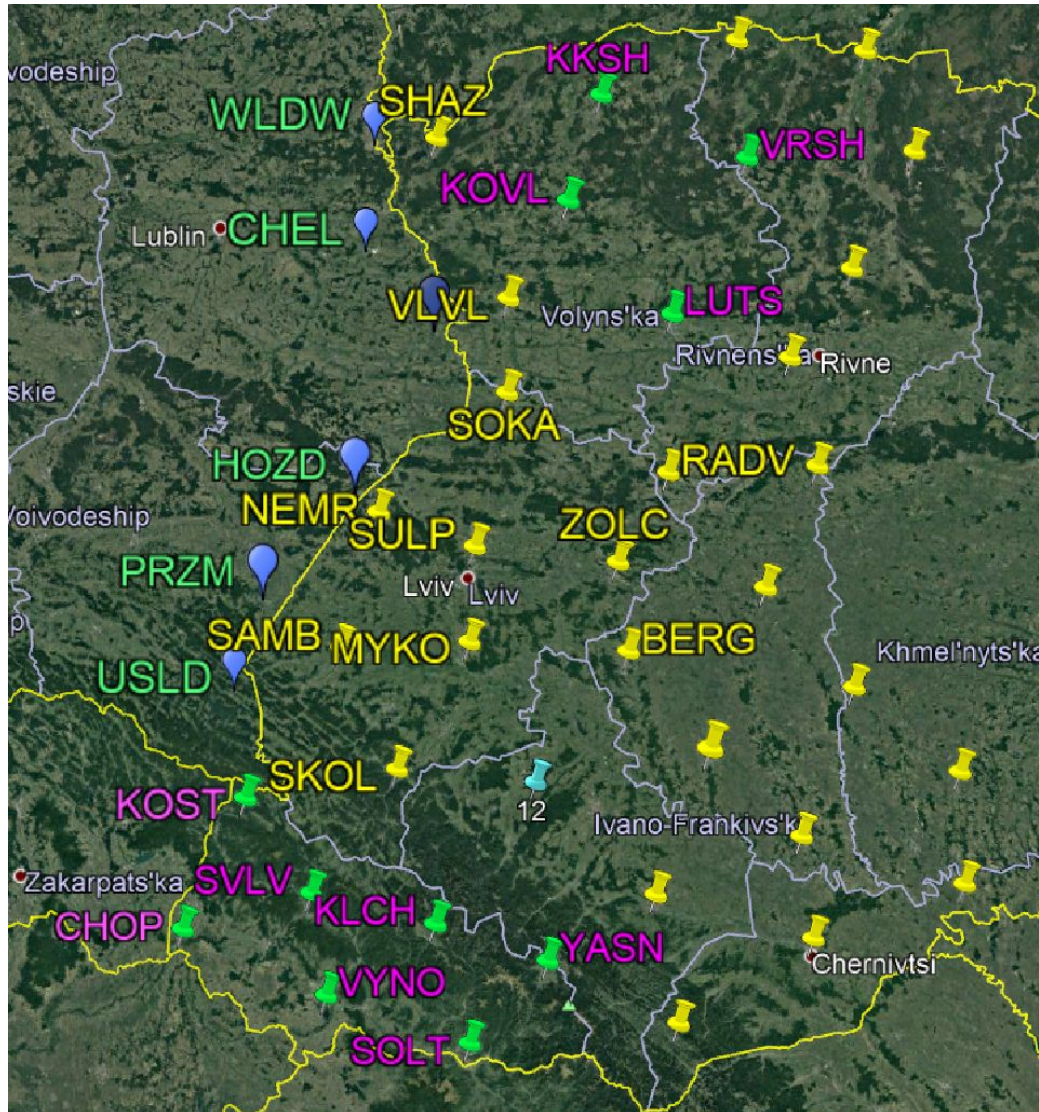 KKSH
vodeship
WLDW
SHAZ
VRSH
KOVL
Lublin
CHEL
VLVL
Volyns'ka
LUTS
Rivnens'ka
Rivne
skie
SOKA
HOZD
RADV
NEMR
Voivodeship
SULP
ZOLC
PRZM
Lviv
Lviv
p
SAMB
MYKO
BERG
Khmel'nyts'ka
USLD
SKOL
KOST
12
Ivano-Frankivs'k
Zakarpats'ka
SVLV
KLCH
CHOP
YASN
Chernivtsi
VYNO
SOLT